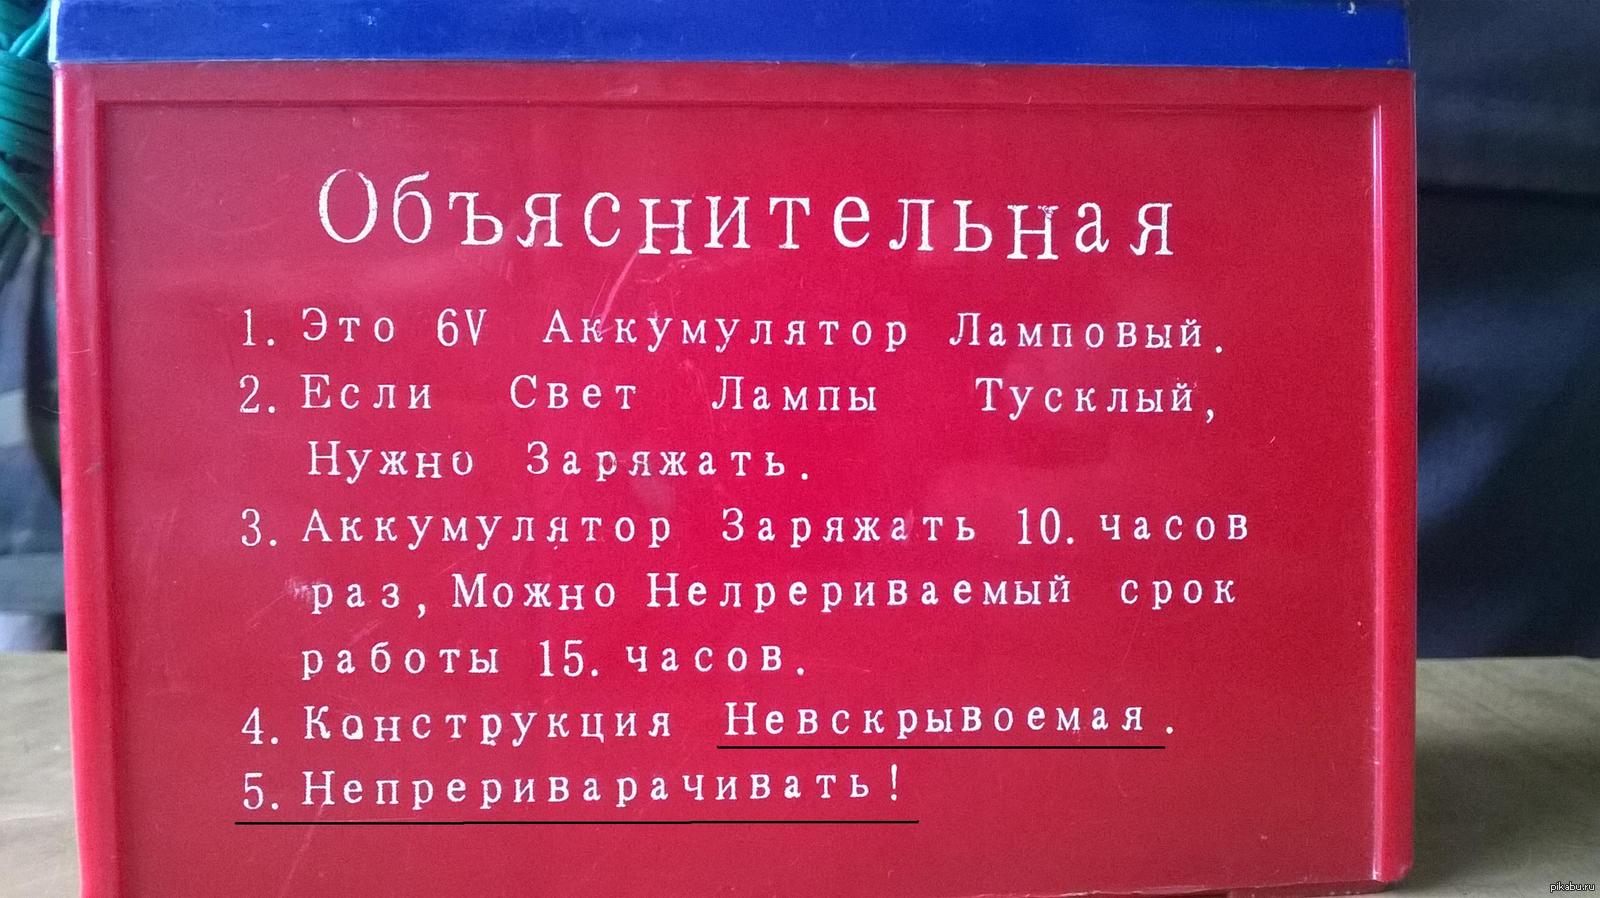 Объяснительная
1. Это 6V Аккумулятор Ламповый.
2. Если Свет Лампы Тусклый,
Нужно Заряжать.
3. Аккумулятор Заряжать 10. часов
раз, Можно Нелрериваемый срок
работы 15. часов.
4. Конструкция Невскрывоемая.
5. Непрериварачивать!
pikabu.ru